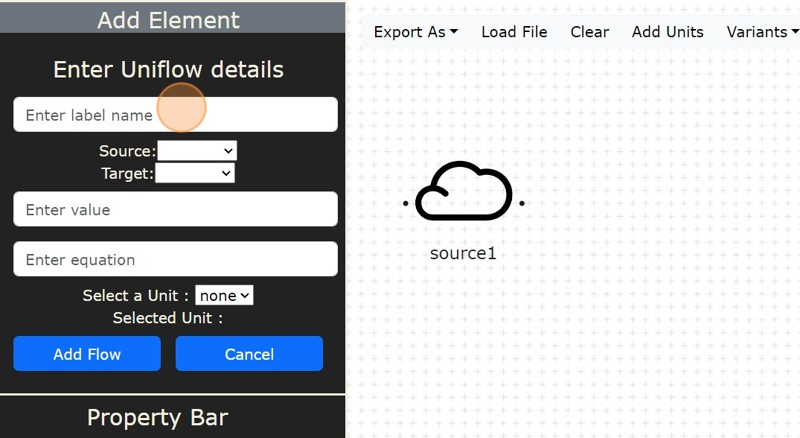 Add Element
Export As Load File Clear Add Units Variants
Enter Uniflow details
Enter label name
Source:
Target:
Enter value
source1
Enter equation
Select a Unit : none
Selected Unit :
Add Flow Cancel
Property Bar